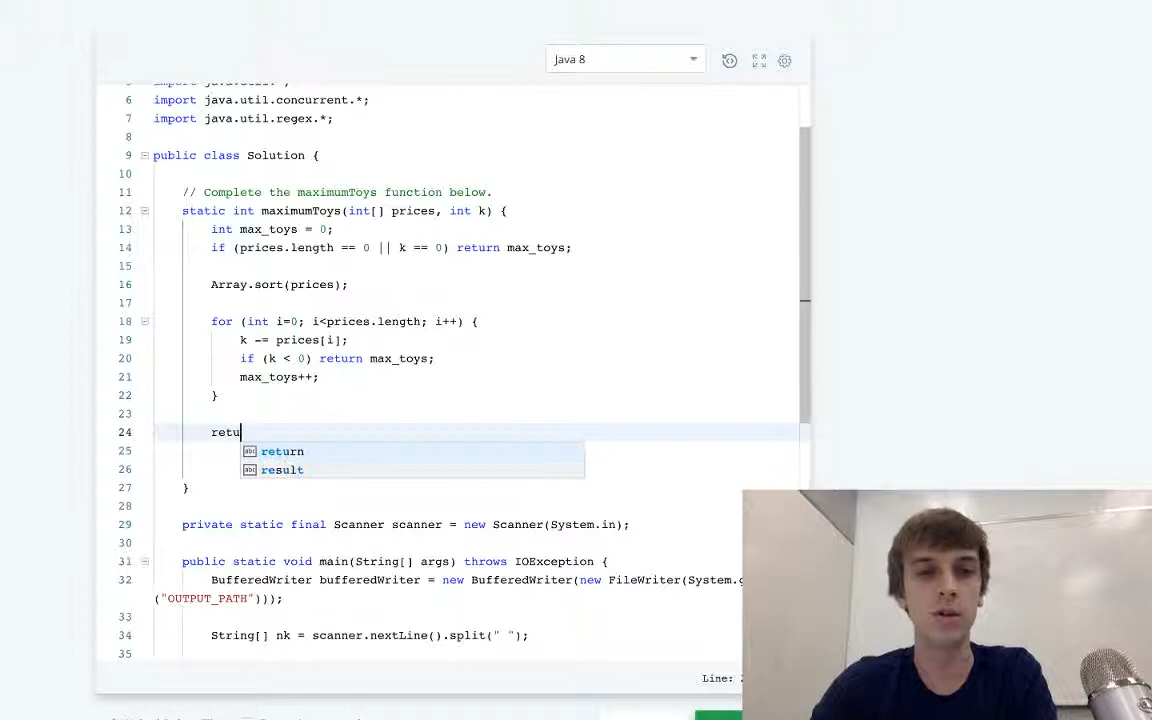 Java 8
6 import java.util.concurrent.*;
7 import java.util.regex.*;
8
9 public class Solution {
10
11 // Complete the maximumToys function below.
12 static int maximumToys(int[] prices, int k) {
13 int max_toys = 0;
14 if (prices.length == 0 || k == 0) return max_toys;
15
16 Array.sort(prices);
17
18 for (int i=0; i<prices.length; i++) {
19 k -= prices[i];
20 if (k < 0) return max_toys;
21 max_toys++;
22 }
23
24 retu
25 abc return
26 abc result
27 }
28
29 private static final Scanner scanner = new Scanner(System.in);
30
31 public static void main(String[] args) throws IOException {
32 BufferedWriter bufferedWriter = new BufferedWriter(new FileWriter(System.g
("OUTPUT_PATH")));
33
34 String[] nk = scanner.nextLine().split(" ");
35
Line: